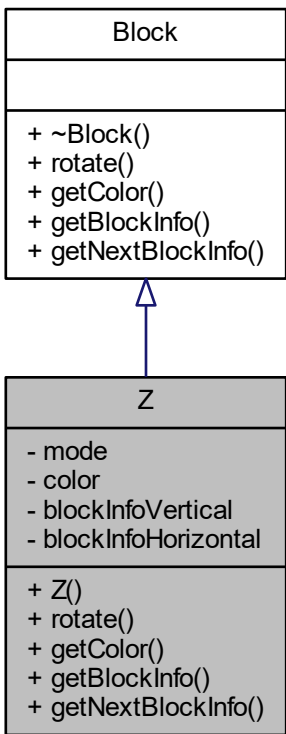 Block
+ ~Block()
+ rotate()
+ getColor()
+ getBlockInfo()
+ getNextBlockInfo()
Z
- mode
- color
- blockInfoVertical
- blockInfoHorizontal
+ Z()
+ rotate()
+ getColor()
+ getBlockInfo()
+ getNextBlockInfo()